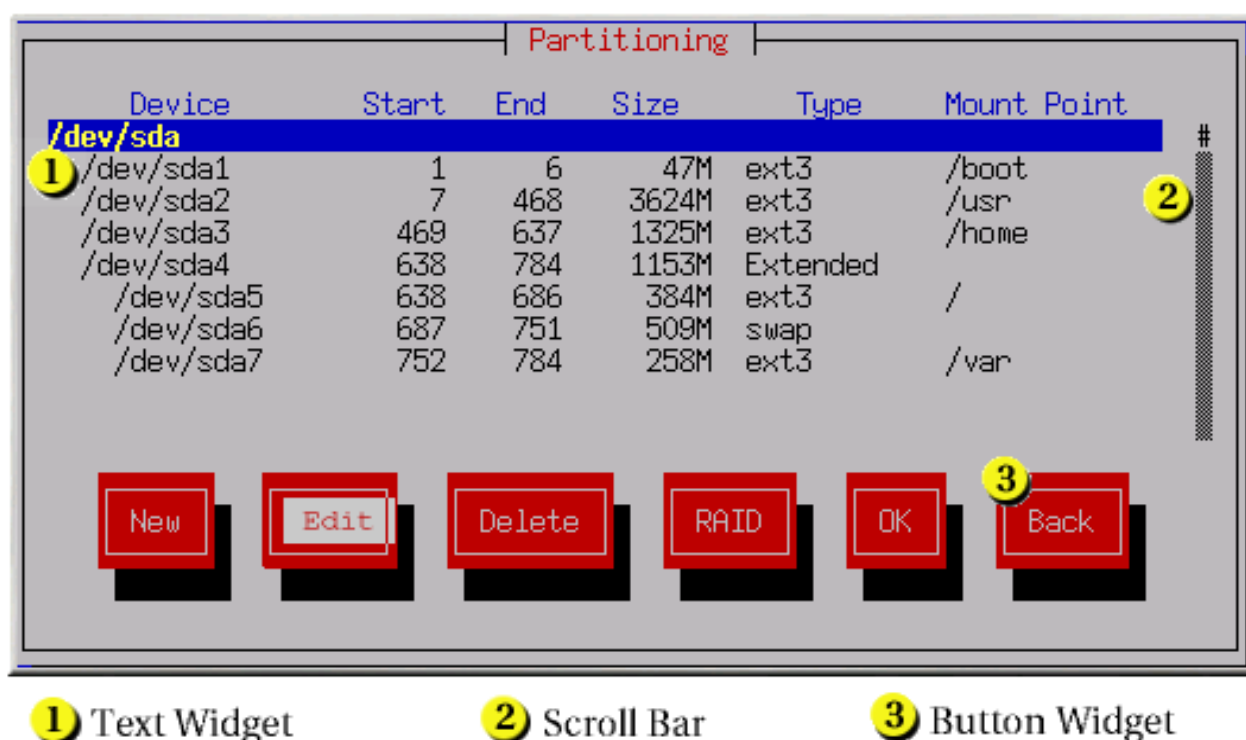 Partitioning
Device Start End Size Type Mount Point
/dev/sda #
1 /dev/sda1 1 6 47M ext3 /boot
/dev/sda2 7 468 3624M ext3 /usr 2
/dev/sda3 469 637 1325M ext3 /home
/dev/sda4 638 784 1153M Extended
/dev/sda5 638 686 384M ext3 /
/dev/sda6 687 751 509M swap
/dev/sda7 752 784 258M ext3 /var
3
New Edit Delete RAID OK Back
1 Text Widget 2 Scroll Bar 3 Button Widget